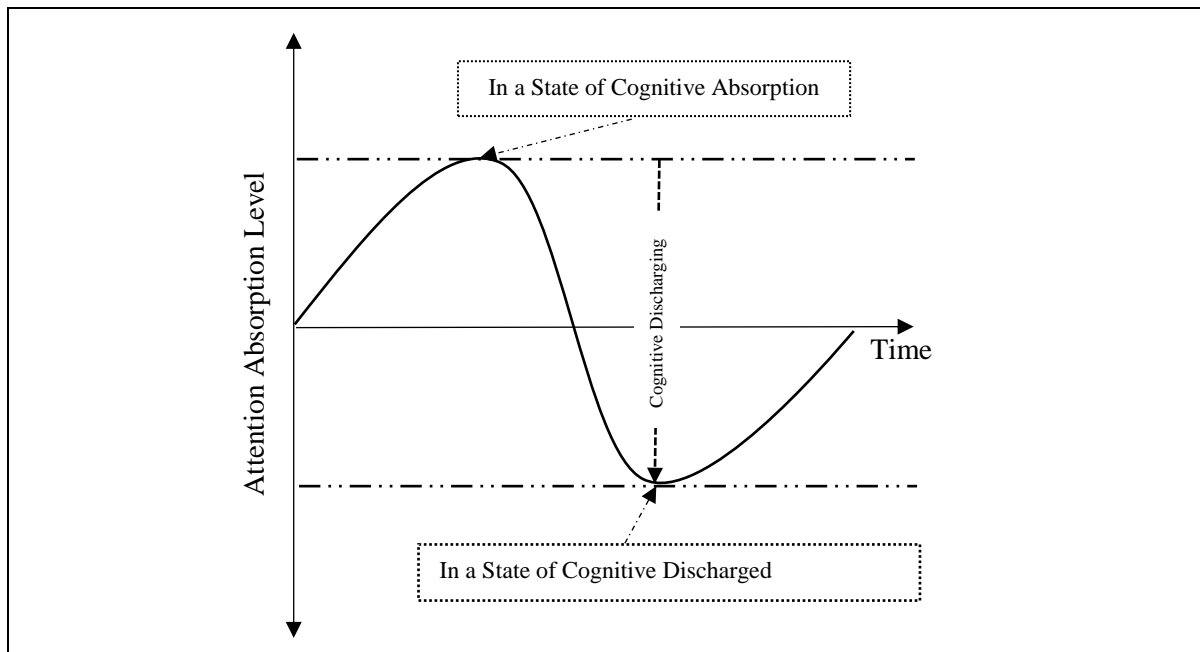 In a State of Cognitive Absorption
Attention Absorption Level
Cognitive Discharging
Time
In a State of Cognitive Discharged